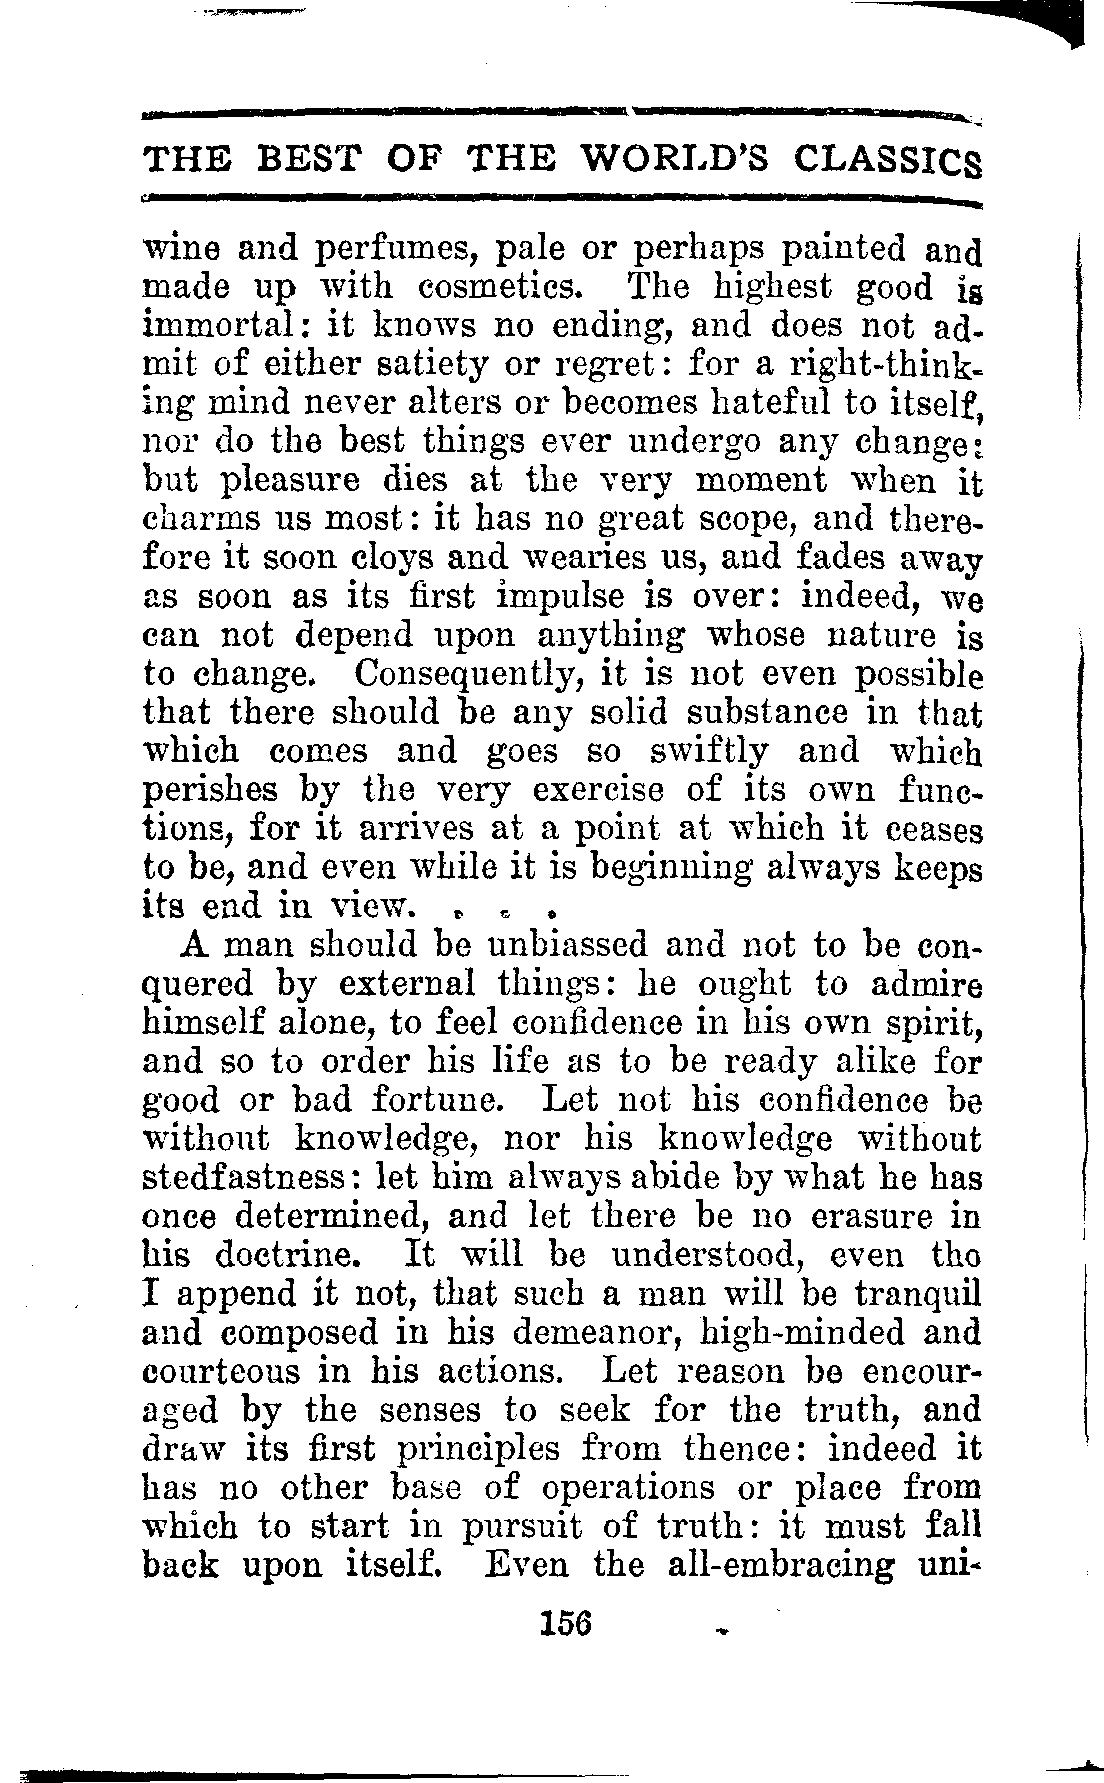 THE BEST OF THE WORLD'S CLASSICS
wine and perfumes, pale or perhaps painted and
made up with cosmetics. The highest good is
immortal: it knows no ending, and does not ad-
mit of either satiety or regret: for a right-think-
ing mind never alters or becomes hateful to itself,
nor do the best things ever undergo any change:
but pleasure dies at the very moment when it
charms us most: it has no great scope, and there-
fore it soon cloys and wearies us, and fades away
as soon as its first impulse is over: indeed, we
can not depend upon anything whose nature is
to change. Consequently, it is not even possible
that there should be any solid substance in that
which comes and goes so swiftly and which
perishes by the very exercise of its own func-
tions, for it arrives at a point at which it ceases
to be, and even while it is beginning always keeps
its end in view. . . .
A man should be unbiassed and not to be con-
quered by external things: he ought to admire
himself alone, to feel confidence in his own spirit,
and so to order his life as to be ready alike for
good or bad fortune. Let not his confidence be
without knowledge, nor his knowledge without
stedfastness: let him always abide by what he has
once determined, and let there be no erasure in
his doctrine. It will be understood, even tho
I append it not, that such a man will be tranquil
and composed in his demeanor, high-minded and
courteous in his actions. Let reason be encour-
aged by the senses to seek for the truth, and
draw its first principles from thence: indeed it
has no other base of operations or place from
which to start in pursuit of truth: it must fall
back upon itself. Even the all-embracing uni-
156